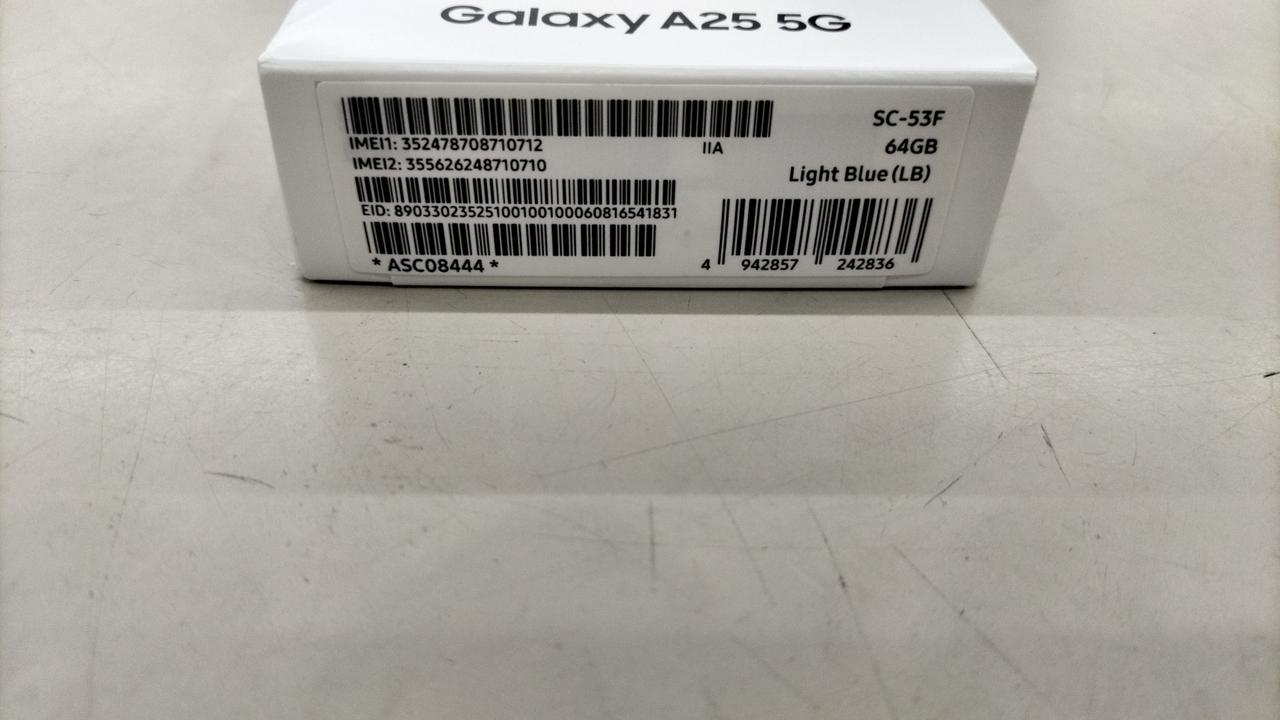 Galaxy A25 5G
SC-53F
IMEI1: 352478708710712
IIA
64GB
IMEI2: 355626248710710
Light Blue (LB)
EID: 89033023525100100100060816541831
* ASC08444 *
4 942857 242836